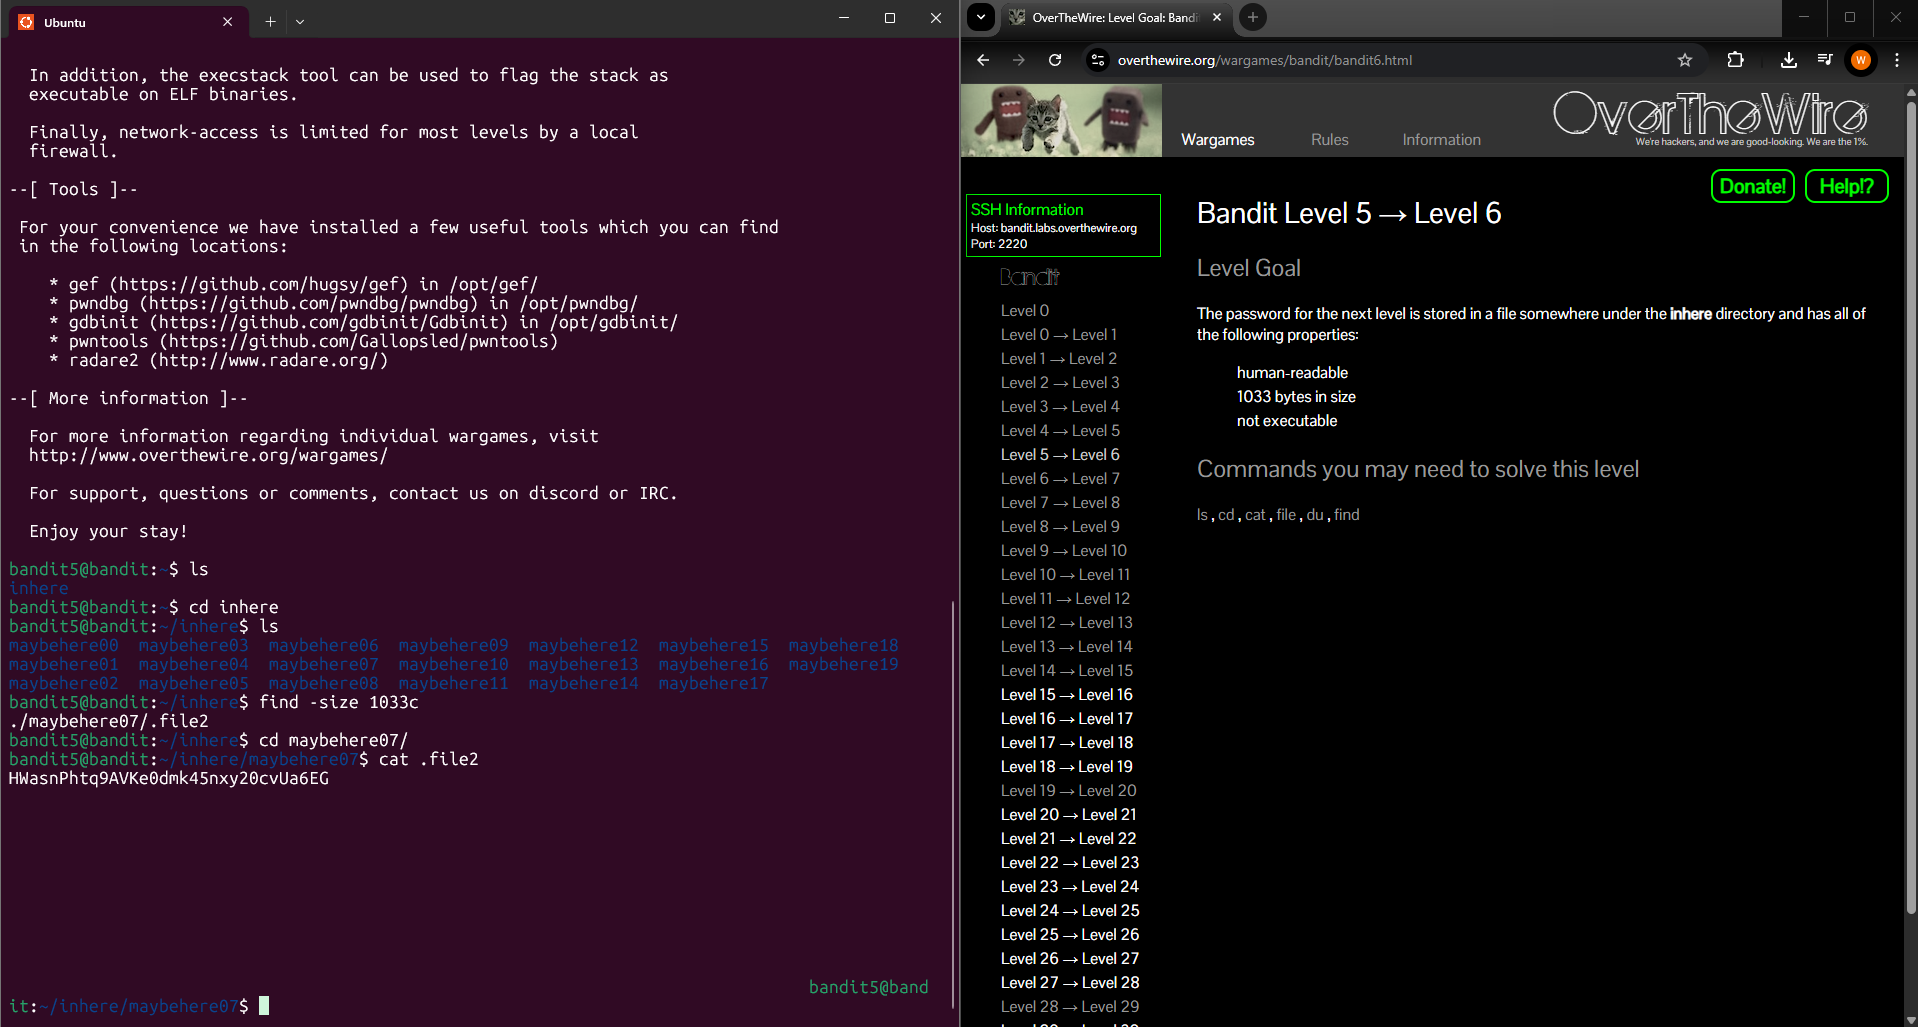 Ubuntu
In addition, the execstack tool can be used to flag the stack as
executable on ELF binaries.
Finally, network-access is limited for most levels by a local
firewall.
--[ Tools ]--
For your convenience we have installed a few useful tools which you can find
in the following locations:
* gef (https://github.com/hugsy/gef) in /opt/gef/
* pwndbg (https://github.com/pwndbg/pwndbg) in /opt/pwndbg/
* gdbinit (https://github.com/gdbinit/Gdbinit) in /opt/gdbinit/
* pwntools (https://github.com/Gallopsled/pwntools)
* radare2 (http://www.radare.org/)
--[ More information ]--
For more information regarding individual wargames, visit
http://www.overthewire.org/wargames/
For support, questions or comments, contact us on discord or IRC.
Enjoy your stay!
bandit5@bandit:~$ ls
inhere
bandit5@bandit:~$ cd inhere
bandit5@bandit:~/inhere$ ls
maybehere00 maybehere03 maybehere06 maybehere09 maybehere12 maybehere15 maybehere18
maybehere01 maybehere04 maybehere07 maybehere10 maybehere13 maybehere16 maybehere19
maybehere02 maybehere05 maybehere08 maybehere11 maybehere14 maybehere17
bandit5@bandit:~/inhere$ find -size 1033c
./maybehere07/.file2
bandit5@bandit:~/inhere$ cd maybehere07/
bandit5@bandit:~/inhere/maybehere07$ cat .file2
HWasnPhtq9AVKe0dmk45nxy20cvUa6EG
bandit5@band
it:~/inhere/maybehere07$
OverTheWire: Level Goal: Bandi
overthewire.org/wargames/bandit/bandit6.html
W
Wargames
Rules
Information
OverTheWire
We're hackers, and we are good-looking. We are the 1%.
Donate!
Help!?
SSH Information
Host: bandit.labs.overthewire.org
Port: 2220
Bandit
Level 0
Level 0 → Level 1
Level 1 → Level 2
Level 2 → Level 3
Level 3 → Level 4
Level 4 → Level 5
Level 5 → Level 6
Level 6 → Level 7
Level 7 → Level 8
Level 8 → Level 9
Level 9 → Level 10
Level 10 → Level 11
Level 11 → Level 12
Level 12 → Level 13
Level 13 → Level 14
Level 14 → Level 15
Level 15 → Level 16
Level 16 → Level 17
Level 17 → Level 18
Level 18 → Level 19
Level 19 → Level 20
Level 20 → Level 21
Level 21 → Level 22
Level 22 → Level 23
Level 23 → Level 24
Level 24 → Level 25
Level 25 → Level 26
Level 26 → Level 27
Level 27 → Level 28
Level 28 → Level 29
Bandit Level 5 → Level 6
Level Goal
The password for the next level is stored in a file somewhere under the inhere directory and has all of
the following properties:
human-readable
1033 bytes in size
not executable
Commands you may need to solve this level
ls , cd , cat , file , du , find